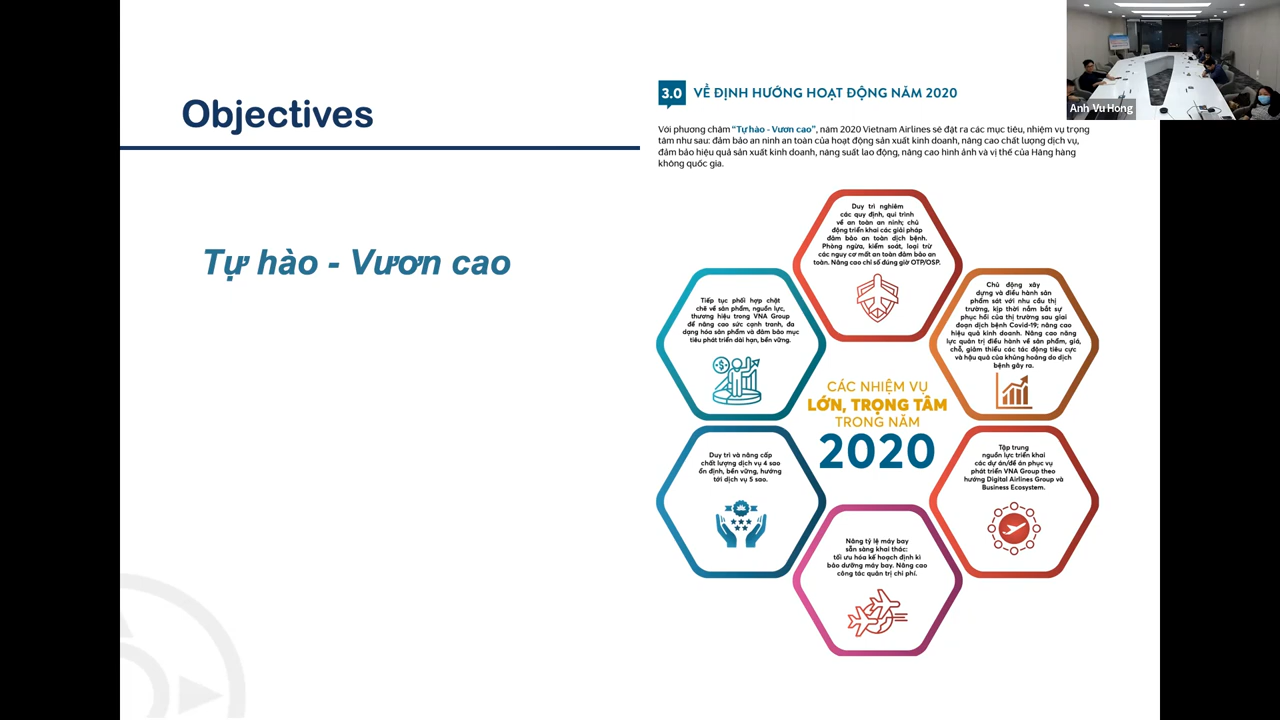 Objectives
Tự hào - Vươn cao
3.0 VỀ ĐỊNH HƯỚNG HOẠT ĐỘNG NĂM 2020
Với phương châm “Tự hào - Vươn cao”, năm 2020 Vietnam Airlines sẽ đặt ra các mục tiêu, nhiệm vụ trọng
tâm như sau: đảm bảo an ninh an toàn của hoạt động sản xuất kinh doanh, nâng cao chất lượng dịch vụ,
đảm bảo hiệu quả sản xuất kinh doanh, năng suất lao động, nâng cao hình ảnh và vị thế của Hãng hàng
không quốc gia.
Duy trì nghiêm
các quy định, qui trình
về an toàn an ninh; chủ
động triển khai các giải pháp
đảm bảo an toàn dịch bệnh.
Phòng ngừa, kiểm soát, loại trừ
các nguy cơ mất an toàn đảm bảo an
toàn. Nâng cao chỉ số đúng giờ OTP/OSP.
Tiếp tục phối hợp chặt
chẽ về sản phẩm, nguồn lực,
thương hiệu trong VNA Group
để nâng cao sức cạnh tranh, đa
dạng hóa sản phẩm và đảm bảo mục
tiêu phát triển dài hạn, bền vững.
Chủ động xây
dựng và điều hành sản
phẩm sát với nhu cầu thị
trường, kịp thời nắm bắt sự
phục hồi của thị trường sau giai
đoạn dịch bệnh Covid-19; nâng cao
hiệu quả kinh doanh. Nâng cao năng
lực quản trị điều hành về sản phẩm, giá,
chỗ, giảm thiểu các tác động tiêu cực
và hậu quả của khủng hoảng do dịch
bệnh gây ra.
CÁC NHIỆM VỤ
LỚN, TRỌNG TÂM
TRONG NĂM
2020
Duy trì và nâng cấp
chất lượng dịch vụ 4 sao
ổn định, bền vững, hướng
tới dịch vụ 5 sao.
Tập trung
nguồn lực triển khai
các dự án/đề án phục vụ
phát triển VNA Group theo
hướng Digital Airlines Group và
Business Ecosystem.
Nâng tỷ lệ máy bay
sẵn sàng khai thác:
tối ưu hóa kế hoạch định kì
bảo dưỡng máy bay. Nâng cao
công tác quản trị chi phí.
Anh Vu Hong